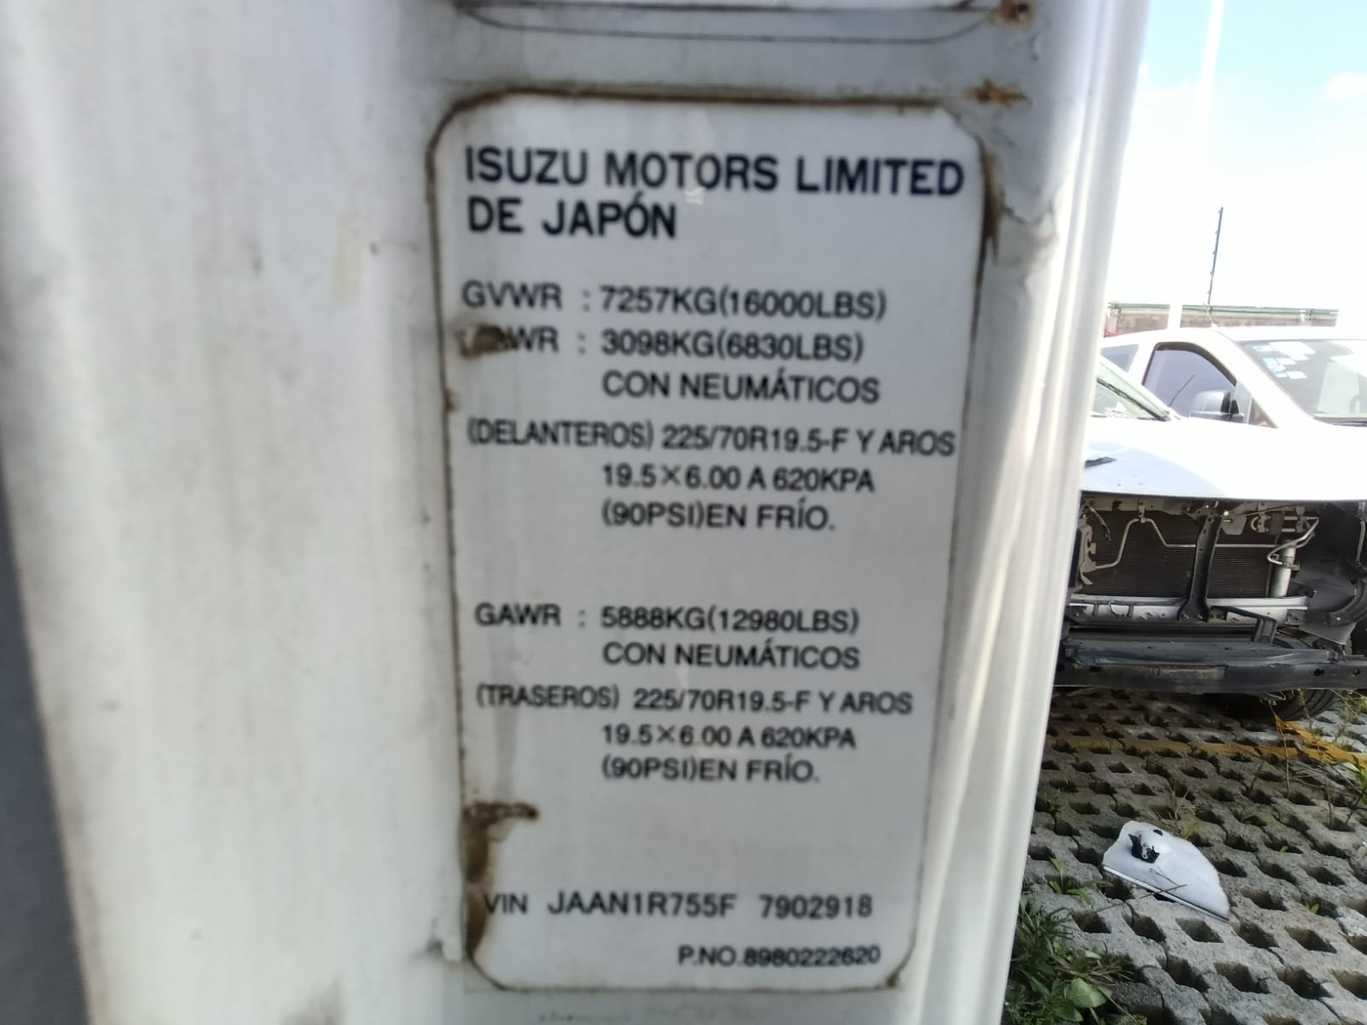 ISUZU MOTORS LIMITED
DE JAPÓN
GVWR : 7257KG(16000LBS)
GAWR : 3098KG(6830LBS)
CON NEUMÁTICOS
(DELANTEROS) 225/70R19.5-F Y AROS
19.5×6.00 A 620KPA
(90PSI)EN FRÍO.
GAWR : 5888KG(12980LBS)
CON NEUMÁTICOS
(TRASEROS) 225/70R19.5-F Y AROS
19.5×6.00 A 620KPA
(90PSI)EN FRÍO.
VIN JAAN1R755F 7902918
P.NO.8980222620